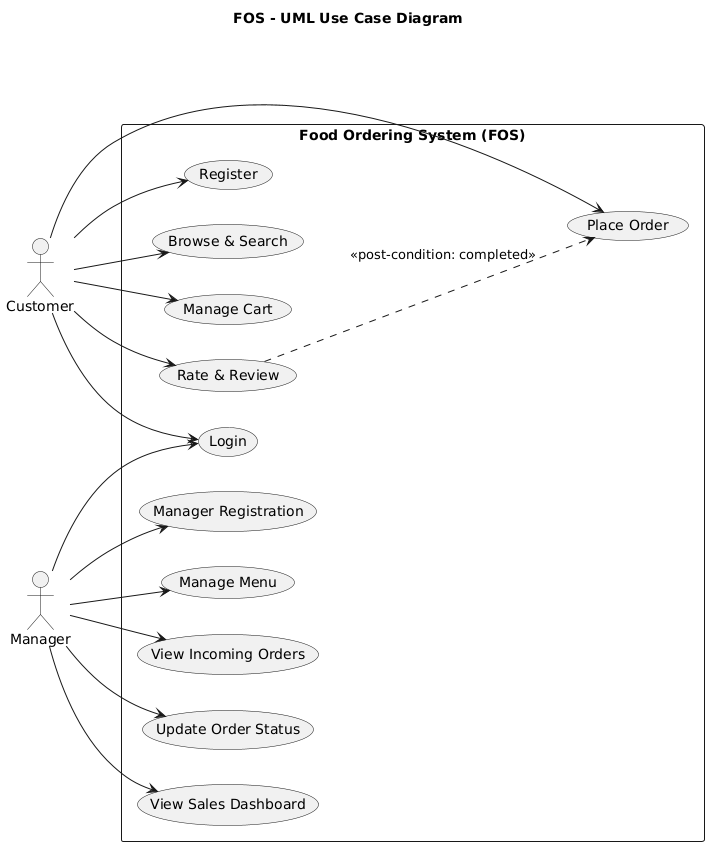 FOS - UML Use Case Diagram
Food Ordering System (FOS)
Register
Place Order
Browse & Search
«post-condition: completed»
Customer
Manage Cart
Rate & Review
Login
Manager Registration
Manage Menu
Manager
View Incoming Orders
Update Order Status
View Sales Dashboard